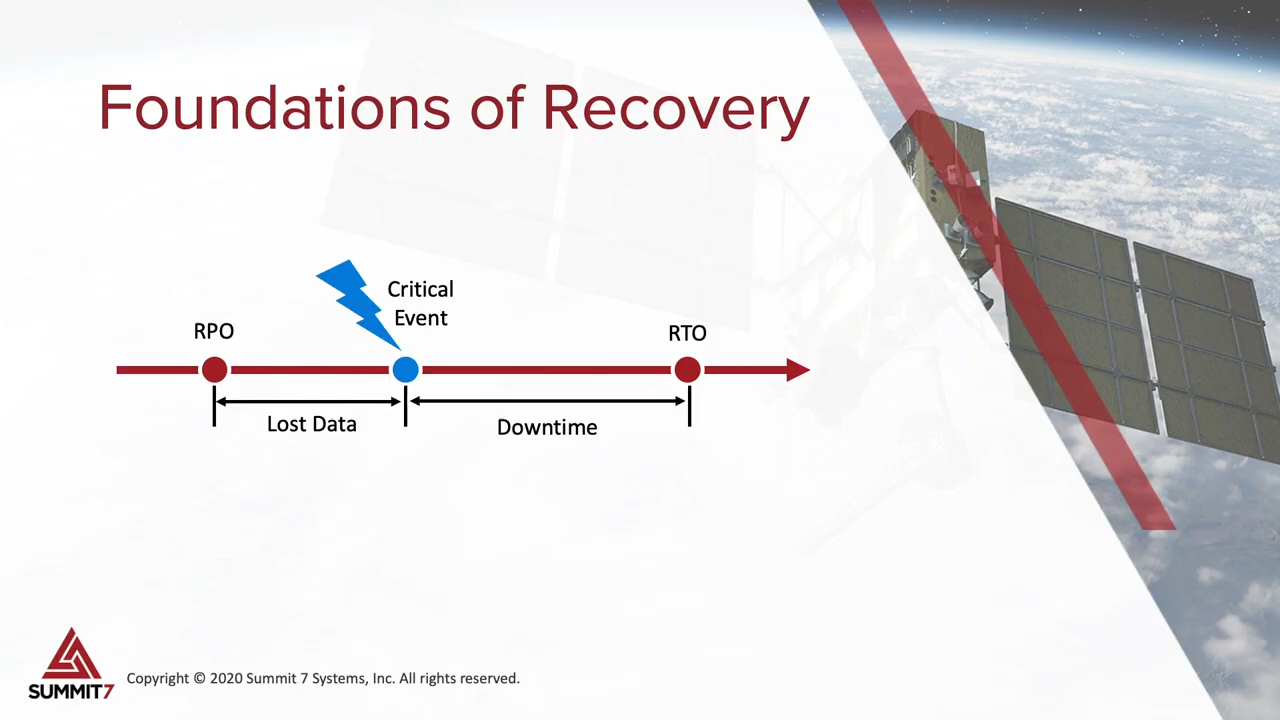 Foundations of Recovery
Critical
Event
RPO
RTO
Lost Data
Downtime
SUMMIT7
Copyright © 2020 Summit 7 Systems, Inc. All rights reserved.